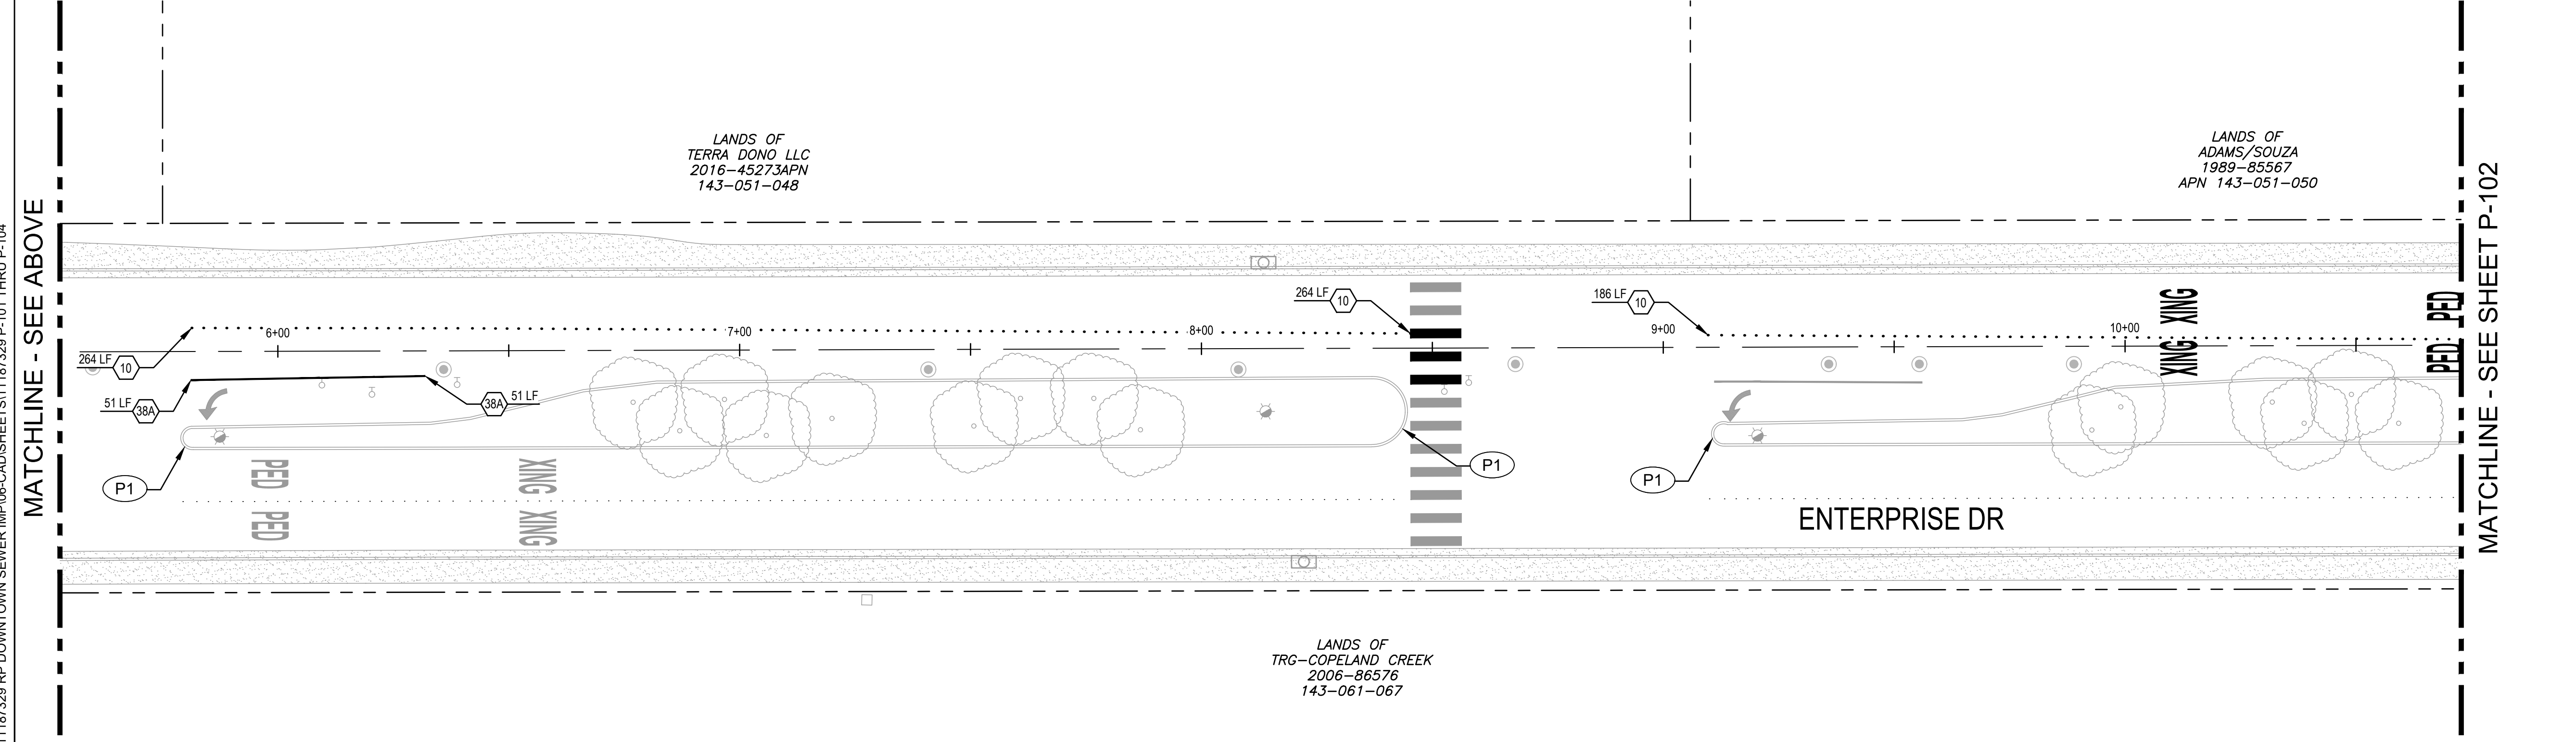 LANDS OF
TERRA DONO LLC
2016-45273APN
143-051-048
LANDS OF
ADAMS/SOUZA
1989-85567
APN 143-051-050
MATCHLINE - SEE ABOVE
MATCHLINE - SEE SHEET P-102
264 LF 10
186 LF 10
6+00
7+00
8+00
9+00
10+00
XING XING
PED PED
264 LF
10
51 LF 38A
38A 51 LF
P1
P1
P1
PED
XING
PED
XING
ENTERPRISE DR
LANDS OF
TRG-COPELAND CREEK
2006-86576
143-061-067